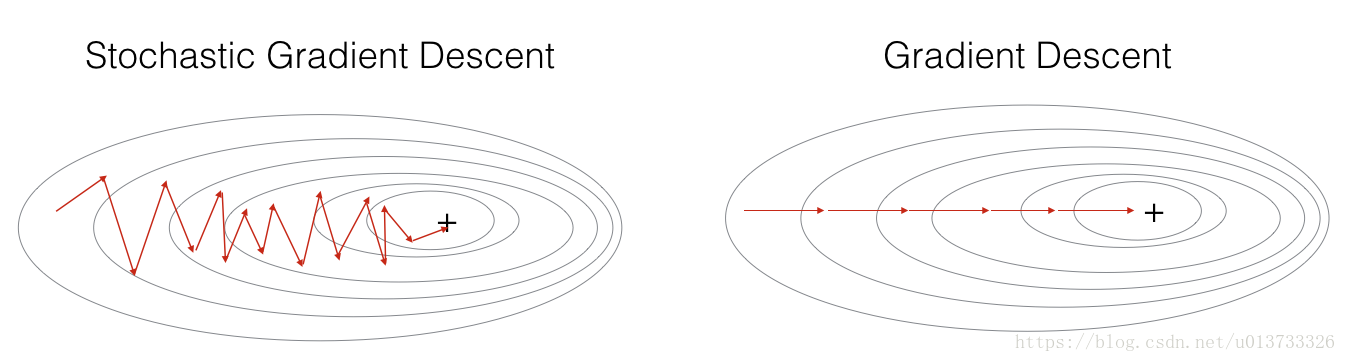 Stochastic Gradient Descent
Gradient Descent
https://blog.csdn.net/u013733326